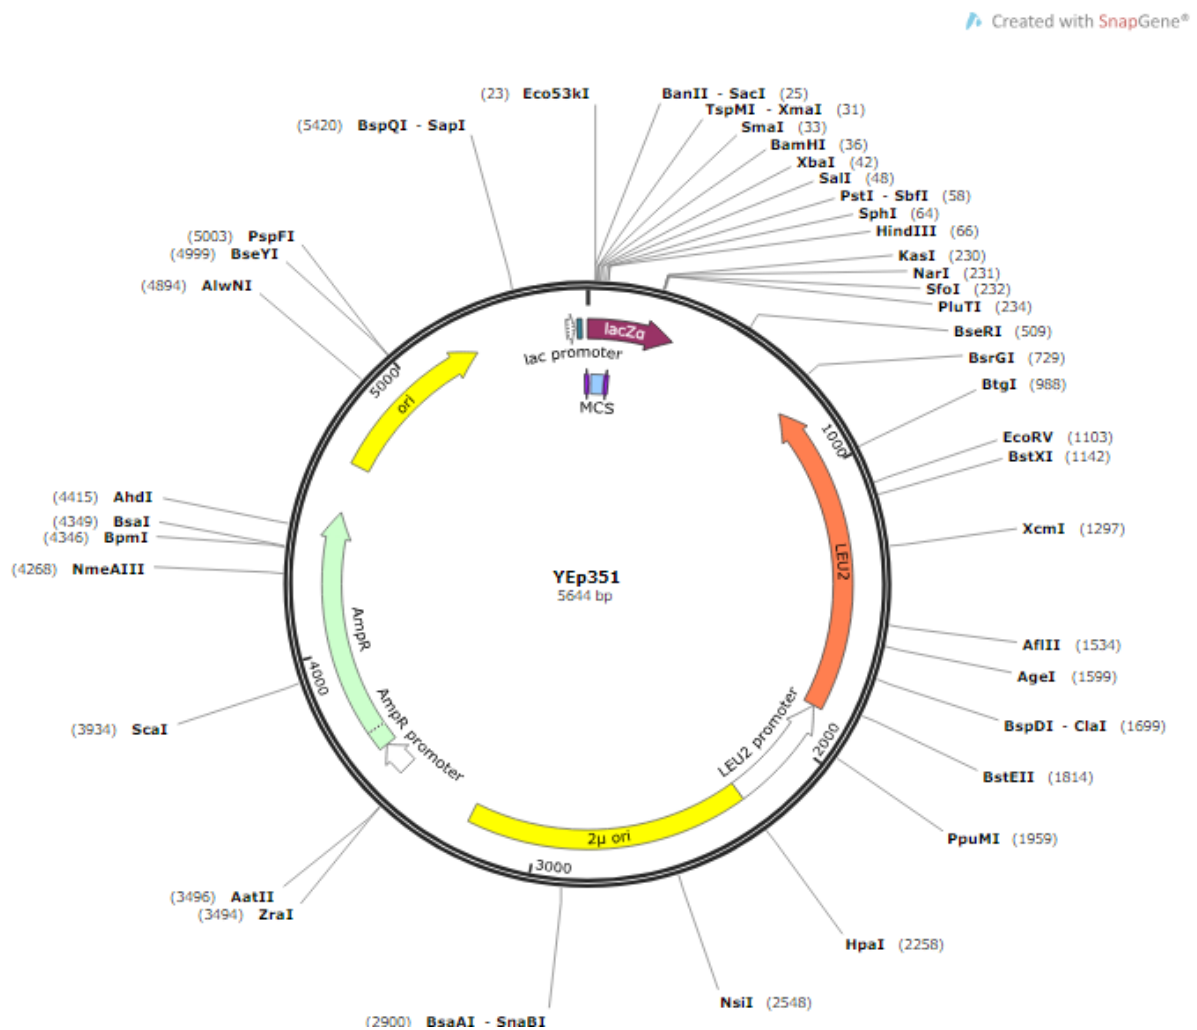 Created with SnapGene®
(23) Eco53kI
BanII - SacI (25)
TspMI - XmaI (31)
SmaI (33)
BamHI (36)
XbaI (42)
SalI (48)
PstI - SbfI (58)
SphI (64)
HindIII (66)
KasI (230)
NarI (231)
SfoI (232)
PluTI (234)
BseRI (509)
BsrGI (729)
BtgI (988)
EcoRV (1103)
BstXI (1142)
XcmI (1297)
AflII (1534)
AgeI (1599)
BspDI - ClaI (1699)
BstEII (1814)
PpuMI (1959)
HpaI (2258)
NsiI (2548)
(2900) BsaAI - SnaBI
(3494) ZraI
(3496) AatII
(3934) ScaI
(4268) NmeAIII
(4346) BpmI
(4349) BsaI
(4415) AhdI
(4894) AlwNI
(4999) BseYI
(5003) PspFI
(5420) BspQI - SapI
lacZα
lac promoter
MCS
1000
LEU2
2000
LEU2 promoter
2μ ori
3000
AmpR promoter
AmpR
4000
ori
5000
YEp351
5644 bp